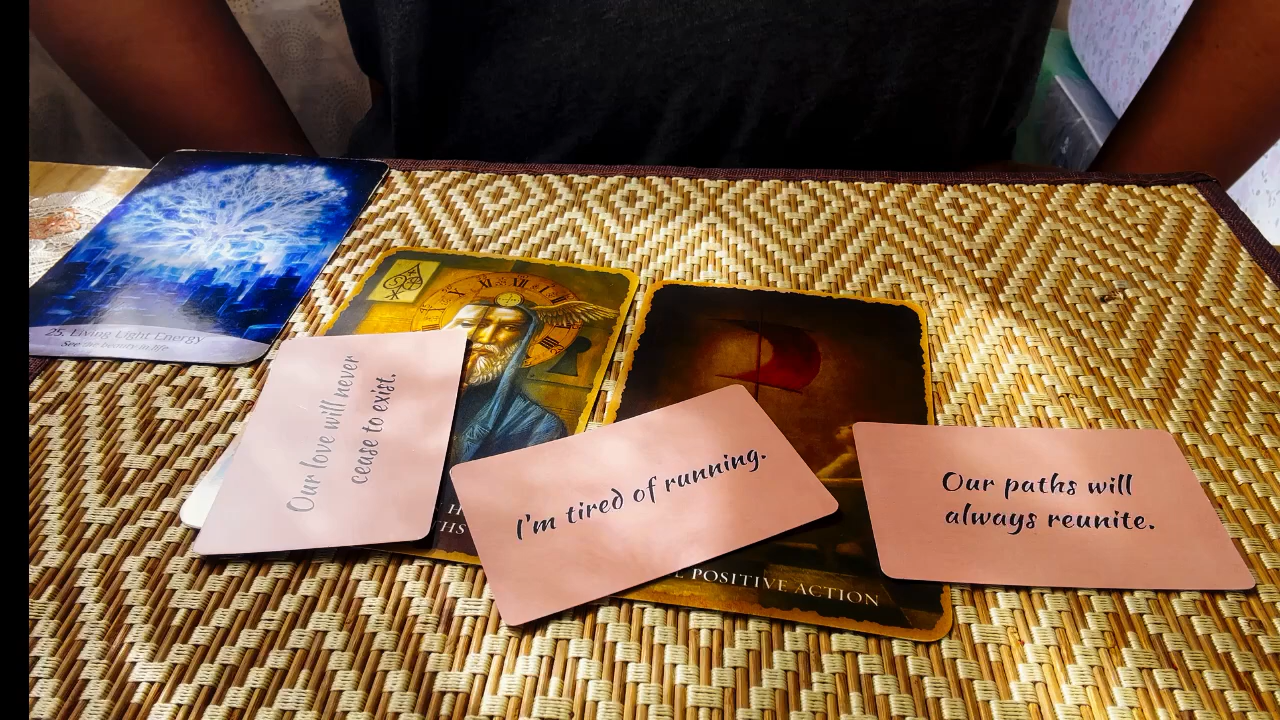 25. Living Light Energy
See the beauty in life
Our love will never
cease to exist.
I'm tired of running.
Our paths will
always reunite.
POSITIVE ACTION